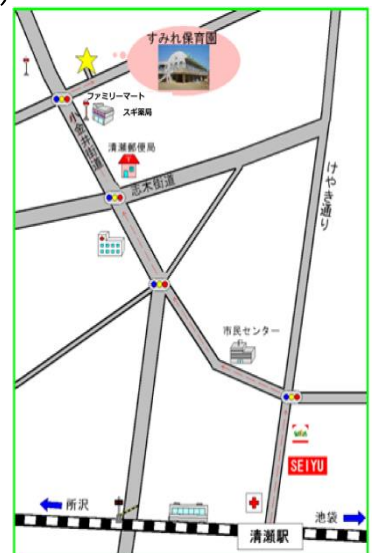 すみれ保育園
ファミリーマート
スギ薬局
小金井街道
清瀬郵便局
志木街道
けやき通り
市民センター
SEIYU
所沢
池袋
清瀬駅